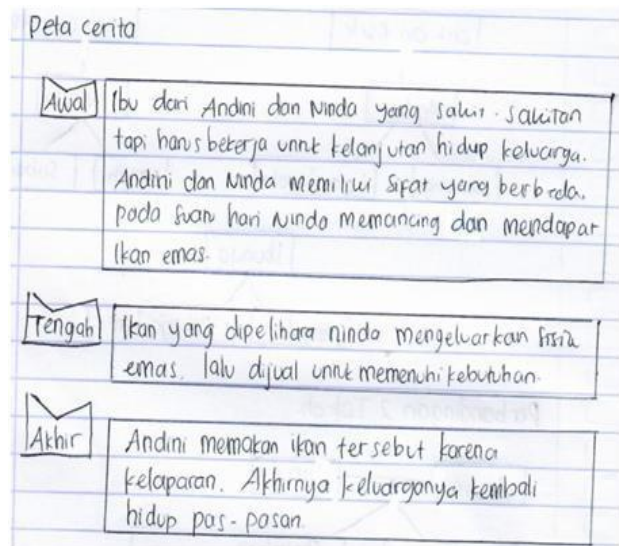 Peta cerita
Awal
Ibu dari Andini dan Ninda yang sakit-sakitan
tapi harus bekerja untuk kelanjutan hidup keluarga.
Andini dan Ninda memiliki sifat yang berbeda.
pada suatu hari Ninda memancing dan mendapat
Ikan emas.
Tengah
Ikan yang dipelihara ninda mengeluarkan sisik
emas. lalu dijual untuk memenuhi kebutuhan.
Akhir
Andini memakan ikan tersebut karena
kelaparan. Akhirnya keluarganya kembali
hidup pas-pasan.